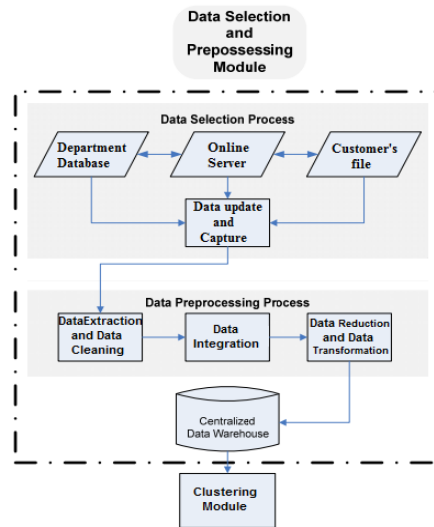 Data Selection
and
Prepossessing
Module
Data Selection Process
Department
Database
Online
Server
Customer's
file
Data update
and
Capture
Data Preprocessing Process
DataExtraction
and Data
Cleaning
Data
Integration
Data Reduction
and Data
Transformation
Centralized
Data Warehouse
Clustering
Module